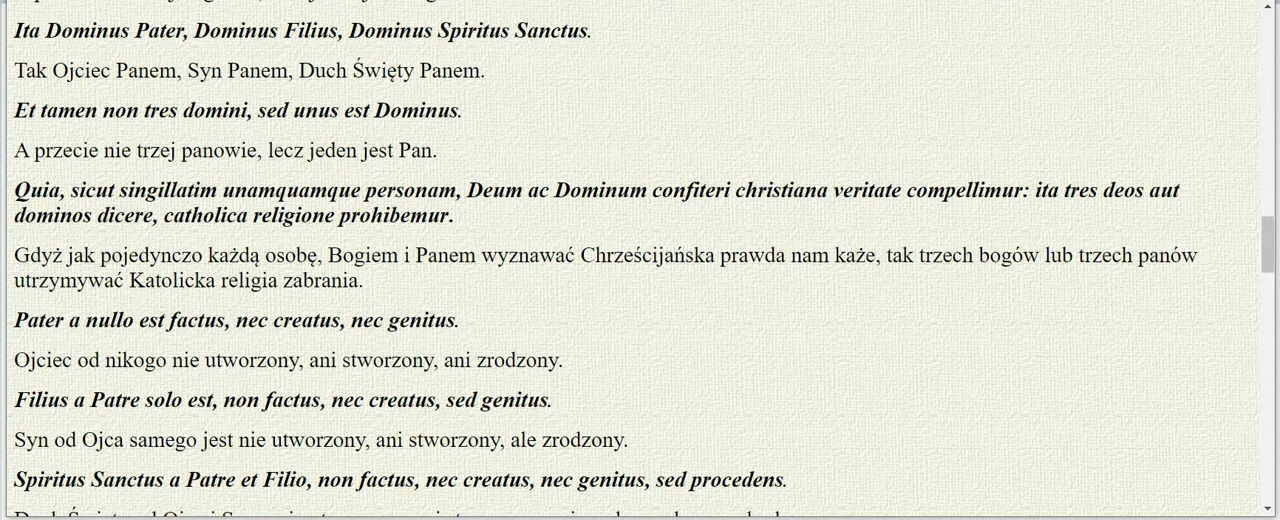 Ita Dominus Pater, Dominus Filius, Dominus Spiritus Sanctus.
Tak Ojciec Panem, Syn Panem, Duch Święty Panem.
Et tamen non tres domini, sed unus est Dominus.
A przecie nie trzej panowie, lecz jeden jest Pan.
Quia, sicut singillatim unamquamque personam, Deum ac Dominum confiteri christiana veritate compellimur: ita tres deos aut
dominos dicere, catholica religione prohibemur.
Gdyż jak pojedynczo każdą osobę, Bogiem i Panem wyznawać Chrześcijańska prawda nam każe, tak trzech bogów lub trzech panów
utrzymywać Katolicka religia zabrania.
Pater a nullo est factus, nec creatus, nec genitus.
Ojciec od nikogo nie utworzony, ani stworzony, ani zrodzony.
Filius a Patre solo est, non factus, nec creatus, sed genitus.
Syn od Ojca samego jest nie utworzony, ani stworzony, ale zrodzony.
Spiritus Sanctus a Patre et Filio, non factus, nec creatus, nec genitus, sed procedens.